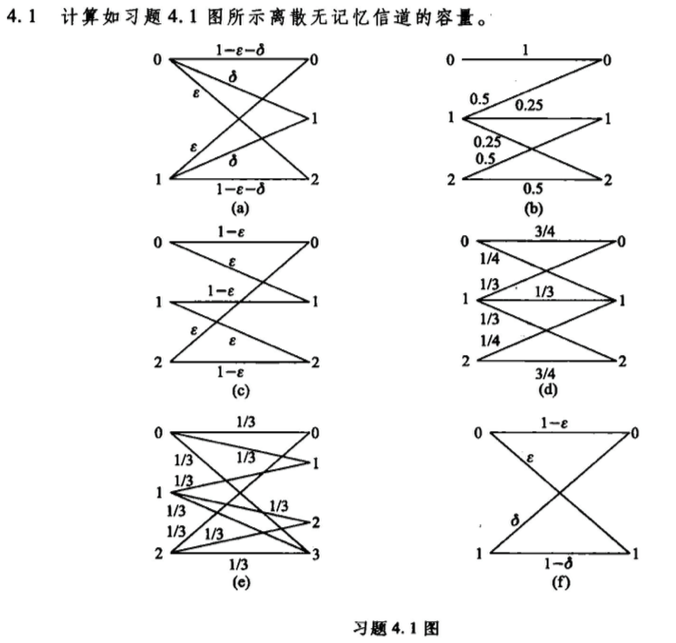 4.1 计算如习题4.1图所示离散无记忆信道的容量。
0 1-ε-δ 0
δ
ε
1
ε
δ
1 1-ε-δ 2
(a)
0 1 0
0.5 0.25
1 1
0.25
0.5
2 0.5 2
(b)
0 1-ε 0
ε
1 1-ε 1
ε ε
2 1-ε 2
(c)
0 3/4 0
1/4
1/3
1 1/3 1
1/3
1/4
2 3/4 2
(d)
0 1/3 0
1/3 1/3 1
1/3
1
1/3 1/3
1/3 1/3 2
2 1/3 3
(e)
0 1-ε 0
ε
δ
1 1-δ 1
(f)
习题4.1图